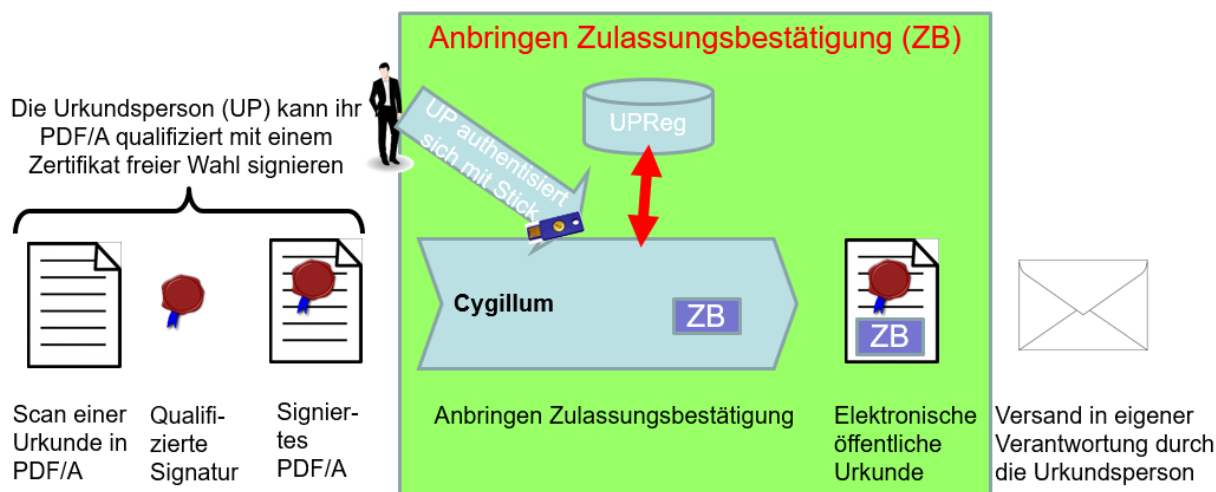 Anbringen Zulassungsbestätigung (ZB)
Die Urkundsperson (UP) kann ihr
PDF/A qualifiziert mit einem
Zertifikat freier Wahl signieren
UP authentisiert
sich mit Stick
UPReg
Cygillum
ZB
ZB
Scan einer
Urkunde in
PDF/A
Qualifi-
zierte
Signatur
Signier-
tes
PDF/A
Anbringen Zulassungsbestätigung
Elektronische
öffentliche
Urkunde
Versand in eigener
Verantwortung durch
die Urkundsperson